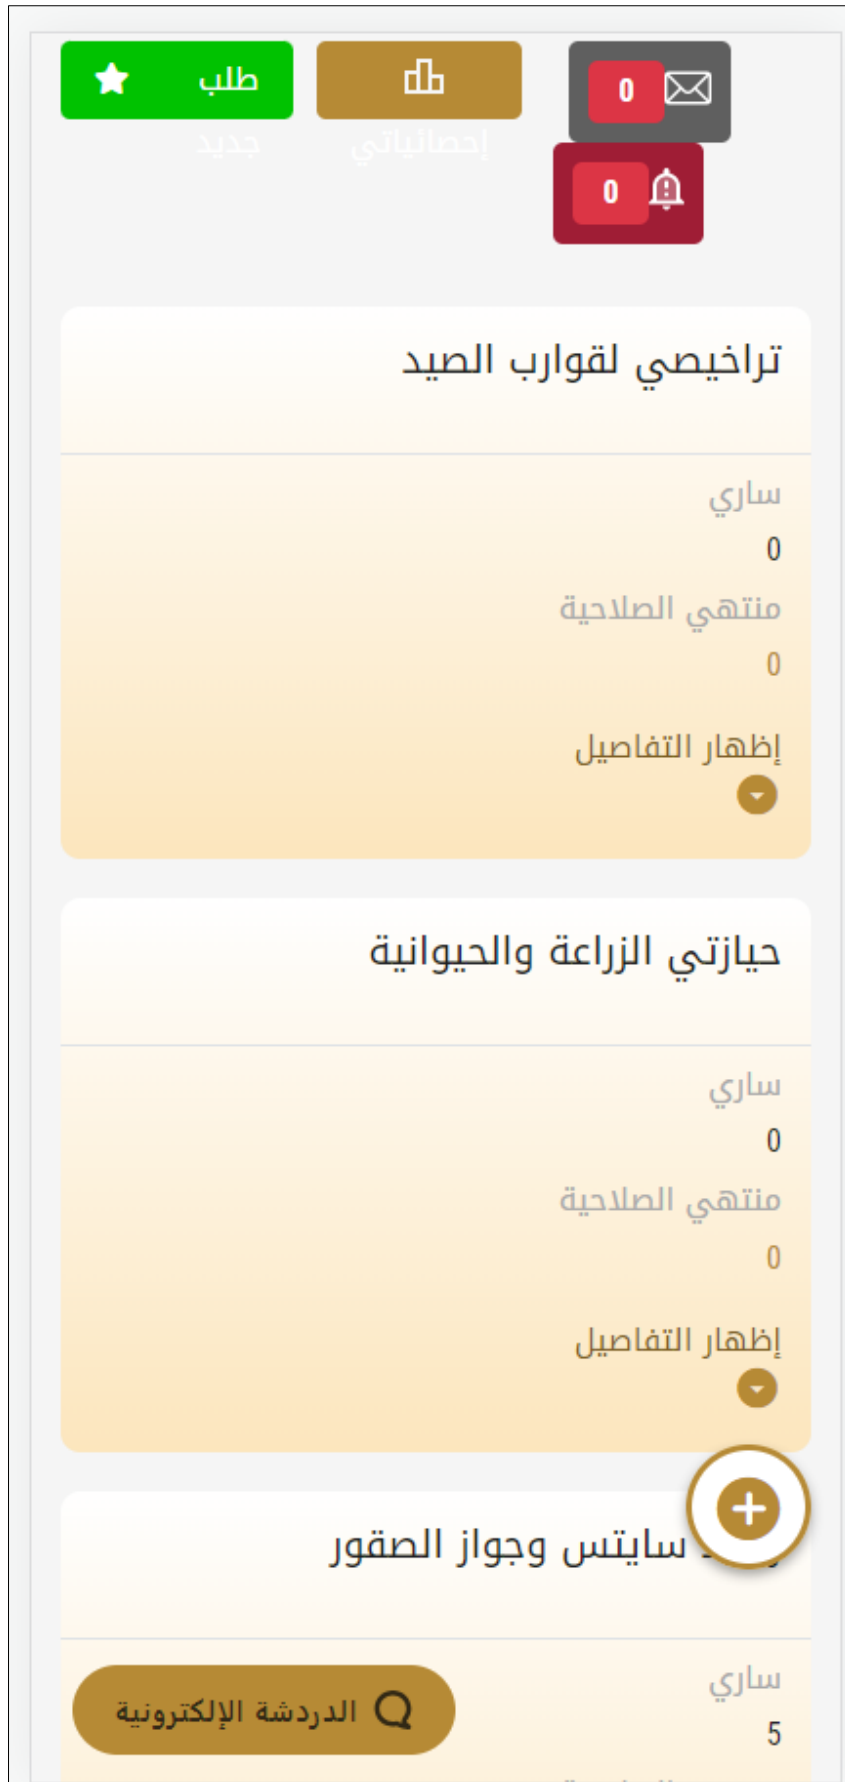 0
طلب
جديد
إحصائياتي
0
تراخيصي لقوارب الصيد
ساري
0
منتهي الصلاحية
0
إظهار التفاصيل
حيازتي الزراعة والحيوانية
ساري
0
منتهي الصلاحية
0
إظهار التفاصيل
سايتس وجواز الصقور
ساري
5
الدردشة الإلكترونية